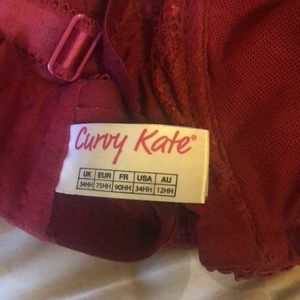 Curvy Kate®
UK EUR FR USA AU
34HH 75HH 90HH 34HH 12HH